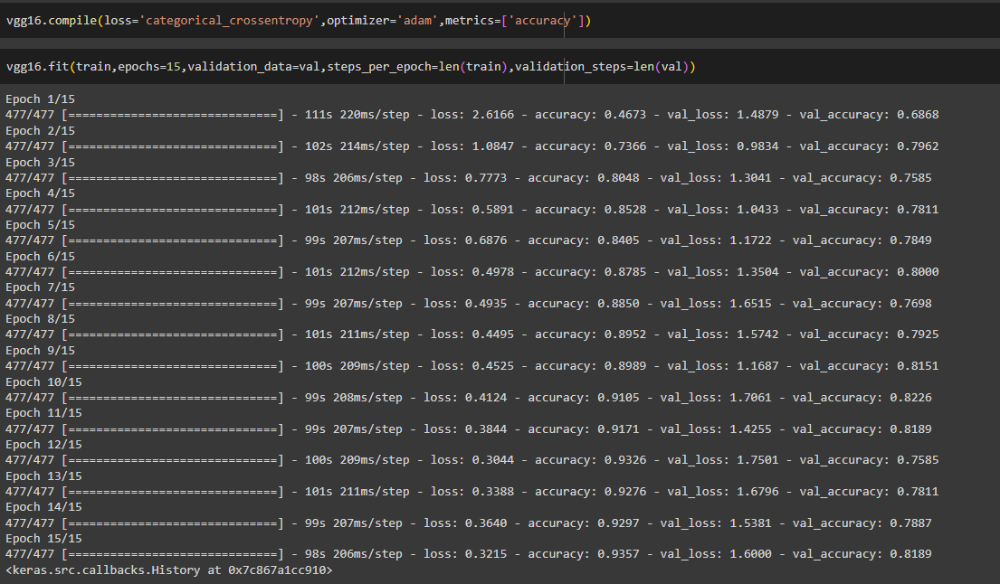 vgg16.compile(loss='categorical_crossentropy',optimizer='adam',metrics=['accuracy'])
vgg16.fit(train,epochs=15,validation_data=val,steps_per_epoch=len(train),validation_steps=len(val))
Epoch 1/15
477/477 [==============================] - 111s 220ms/step - loss: 2.6166 - accuracy: 0.4673 - val_loss: 1.4879 - val_accuracy: 0.6868
Epoch 2/15
477/477 [==============================] - 102s 214ms/step - loss: 1.0847 - accuracy: 0.7366 - val_loss: 0.9834 - val_accuracy: 0.7962
Epoch 3/15
477/477 [==============================] - 98s 206ms/step - loss: 0.7773 - accuracy: 0.8048 - val_loss: 1.3041 - val_accuracy: 0.7585
Epoch 4/15
477/477 [==============================] - 101s 212ms/step - loss: 0.5891 - accuracy: 0.8528 - val_loss: 1.0433 - val_accuracy: 0.7811
Epoch 5/15
477/477 [==============================] - 99s 207ms/step - loss: 0.6876 - accuracy: 0.8405 - val_loss: 1.1722 - val_accuracy: 0.7849
Epoch 6/15
477/477 [==============================] - 101s 212ms/step - loss: 0.4978 - accuracy: 0.8785 - val_loss: 1.3504 - val_accuracy: 0.8000
Epoch 7/15
477/477 [==============================] - 99s 207ms/step - loss: 0.4935 - accuracy: 0.8850 - val_loss: 1.6515 - val_accuracy: 0.7698
Epoch 8/15
477/477 [==============================] - 101s 211ms/step - loss: 0.4495 - accuracy: 0.8952 - val_loss: 1.5742 - val_accuracy: 0.7925
Epoch 9/15
477/477 [==============================] - 100s 209ms/step - loss: 0.4525 - accuracy: 0.8989 - val_loss: 1.1687 - val_accuracy: 0.8151
Epoch 10/15
477/477 [==============================] - 99s 208ms/step - loss: 0.4124 - accuracy: 0.9105 - val_loss: 1.7061 - val_accuracy: 0.8226
Epoch 11/15
477/477 [==============================] - 99s 207ms/step - loss: 0.3844 - accuracy: 0.9171 - val_loss: 1.4255 - val_accuracy: 0.8189
Epoch 12/15
477/477 [==============================] - 100s 209ms/step - loss: 0.3044 - accuracy: 0.9326 - val_loss: 1.7501 - val_accuracy: 0.7585
Epoch 13/15
477/477 [==============================] - 101s 211ms/step - loss: 0.3388 - accuracy: 0.9276 - val_loss: 1.6796 - val_accuracy: 0.7811
Epoch 14/15
477/477 [==============================] - 99s 207ms/step - loss: 0.3640 - accuracy: 0.9297 - val_loss: 1.5381 - val_accuracy: 0.7887
Epoch 15/15
477/477 [==============================] - 98s 206ms/step - loss: 0.3215 - accuracy: 0.9357 - val_loss: 1.6000 - val_accuracy: 0.8189
<keras.src.callbacks.History at 0x7c867a1cc910>